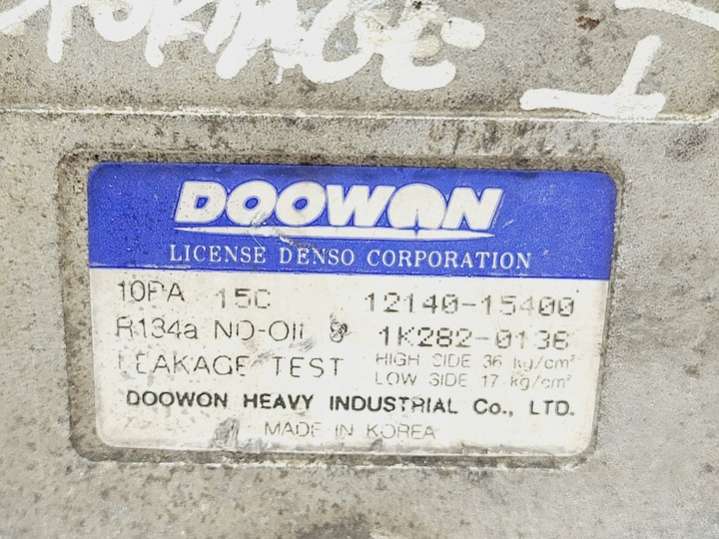 SPORTAGE I
DOOWON
LICENSE DENSO CORPORATION
10PA 15C 12140-15400
R134a ND-OIL 8 1K282-0136
LEAKAGE TEST HIGH SIDE 36 kg/cm²
LOW SIDE 17 kg/cm²
DOOWON HEAVY INDUSTRIAL Co., LTD.
MADE IN KOREA